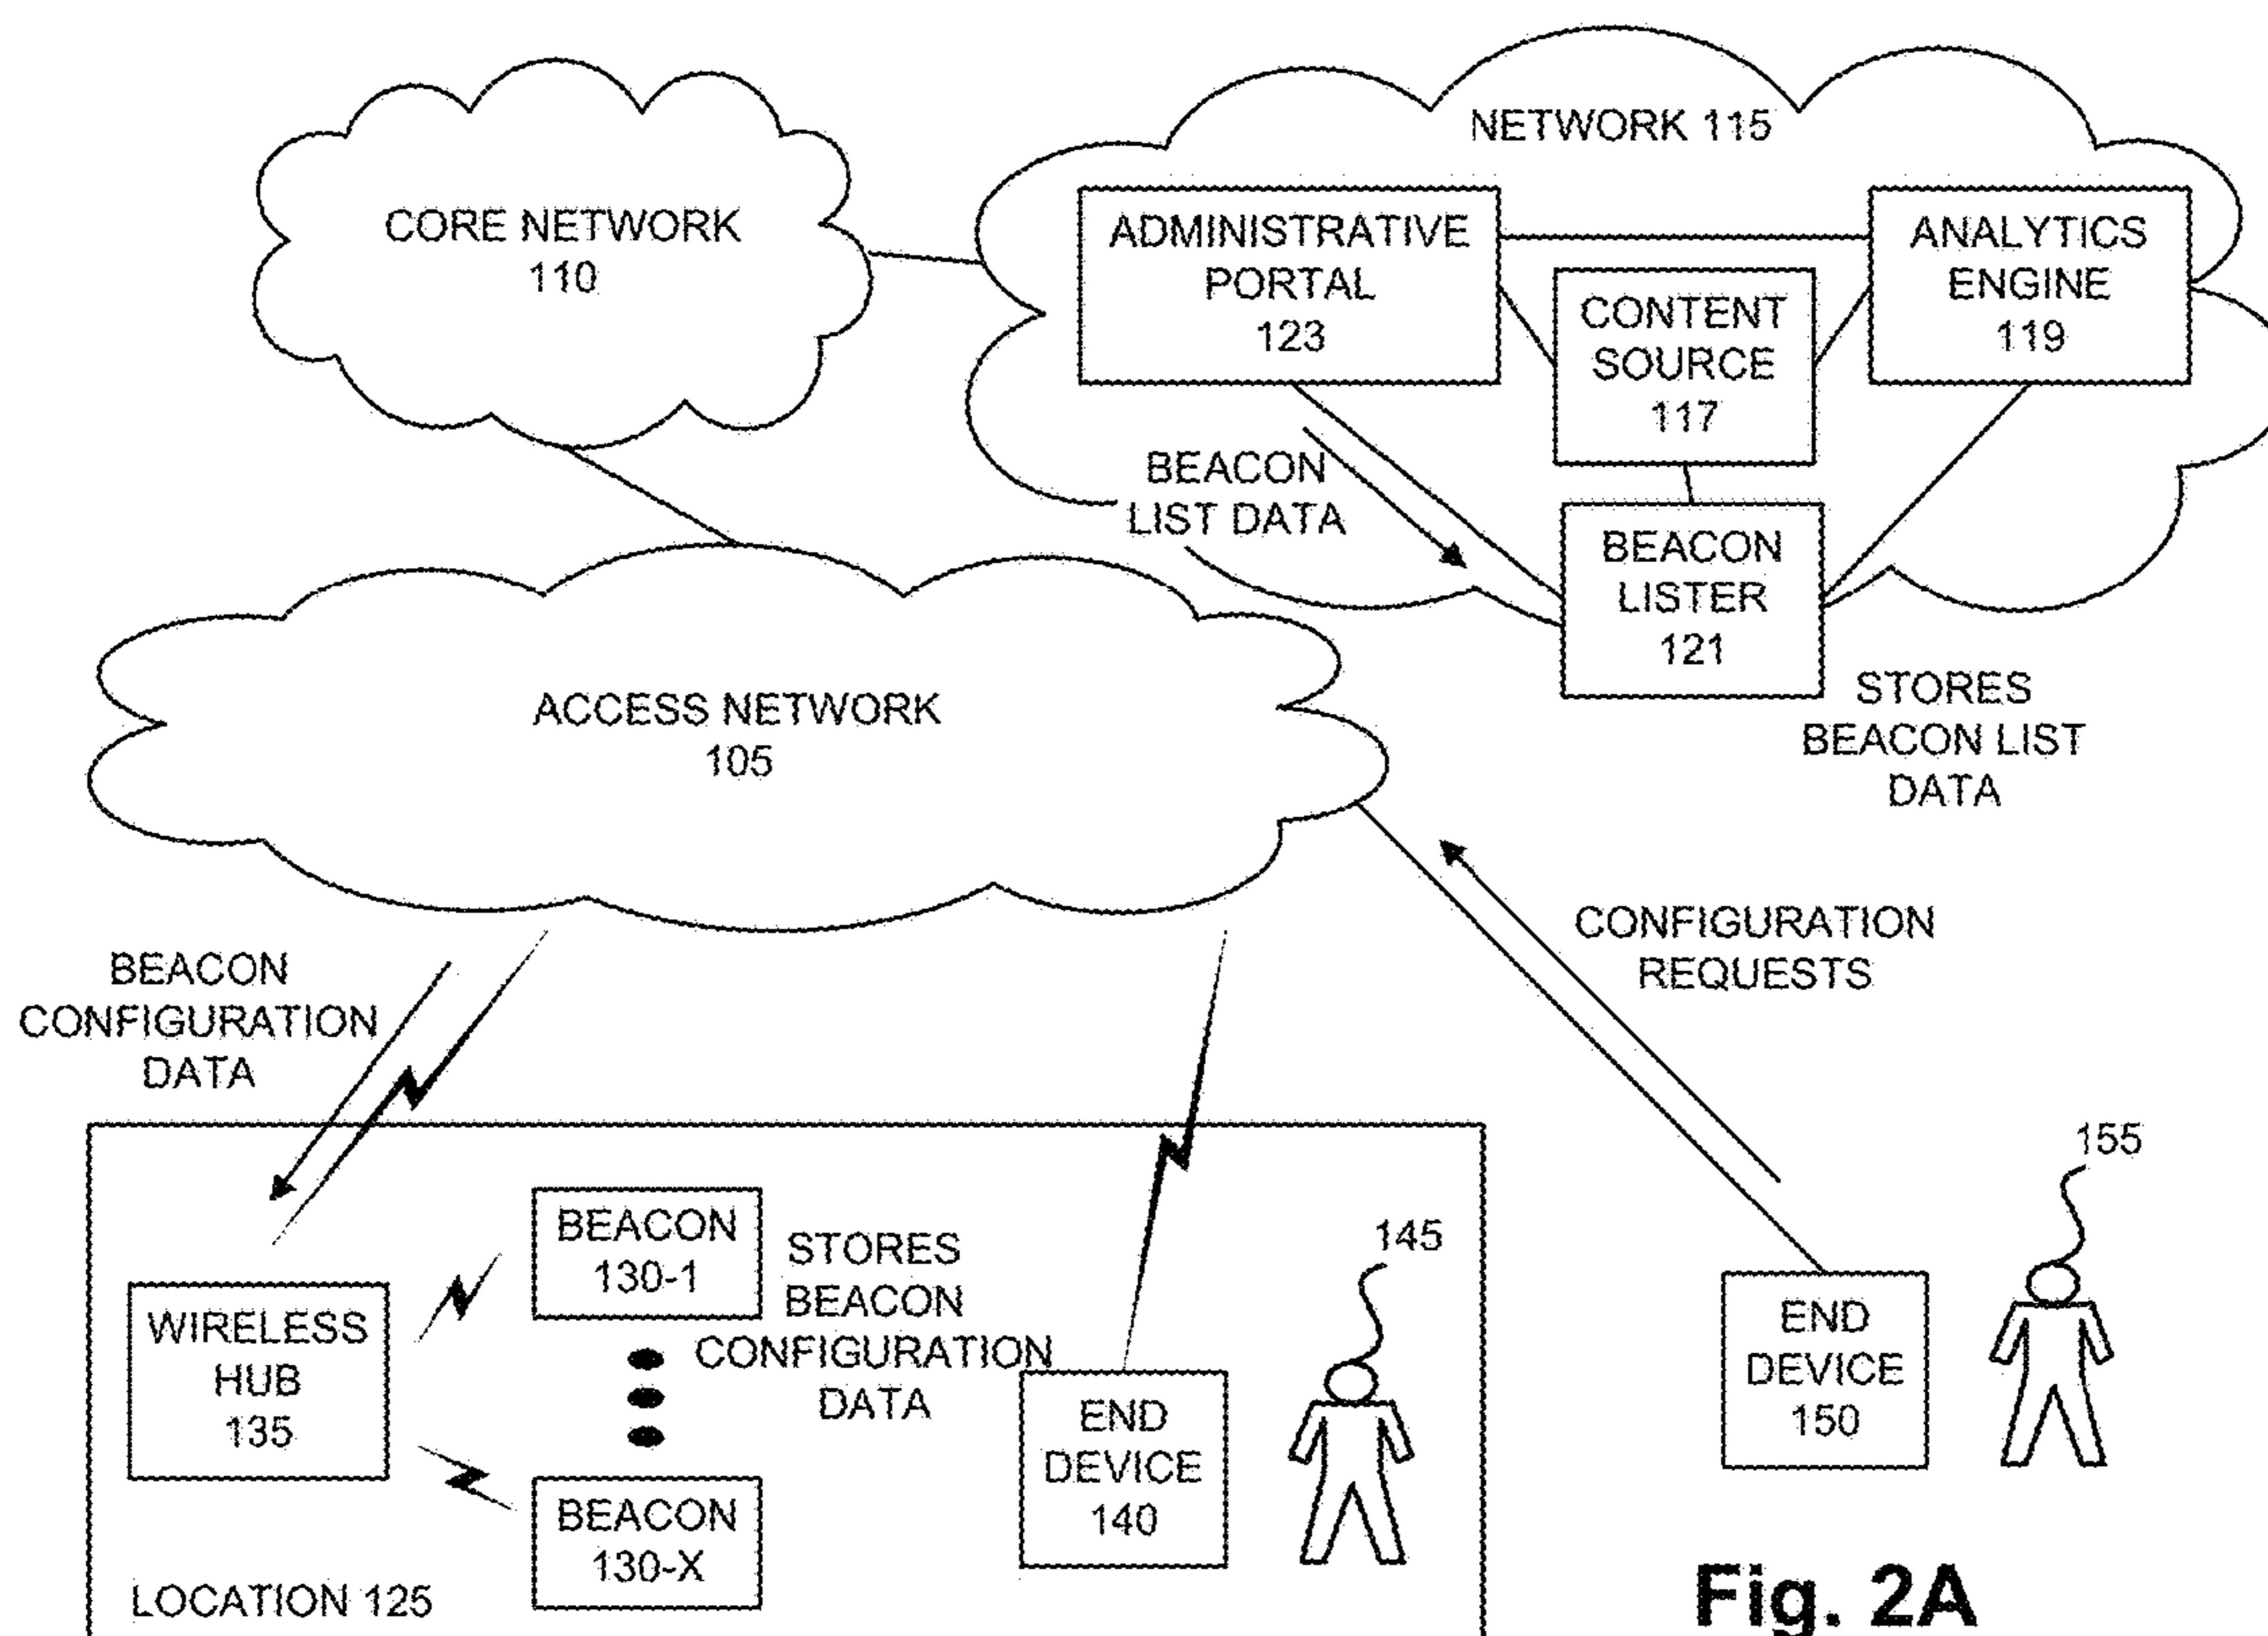 NETWORK 115
CORE NETWORK
110
ADMINISTRATIVE
PORTAL
123
CONTENT
SOURCE
117
ANALYTICS
ENGINE
119
BEACON
LIST DATA
BEACON
LISTER
121
STORES
BEACON LIST
DATA
ACCESS NETWORK
105
CONFIGURATION
REQUESTS
BEACON
CONFIGURATION
DATA
WIRELESS
HUB
135
BEACON
130-1
STORES
BEACON
CONFIGURATION
DATA
BEACON
130-X
END
DEVICE
140
145
155
END
DEVICE
150
LOCATION 125
Fig. 2A